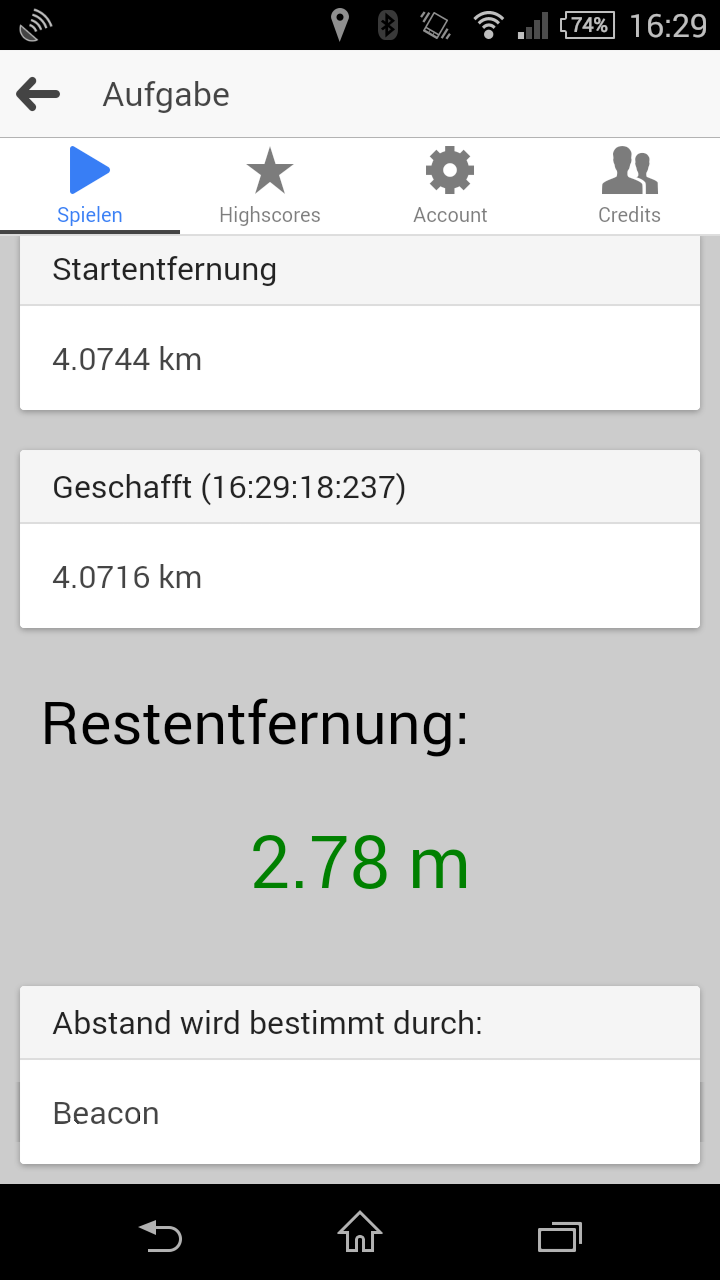 74% 16:29
Aufgabe
Spielen Highscores Account Credits
Startentfernung
4.0744 km
Geschafft (16:29:18:237)
4.0716 km
Restentfernung:
2.78 m
Abstand wird bestimmt durch:
Beacon